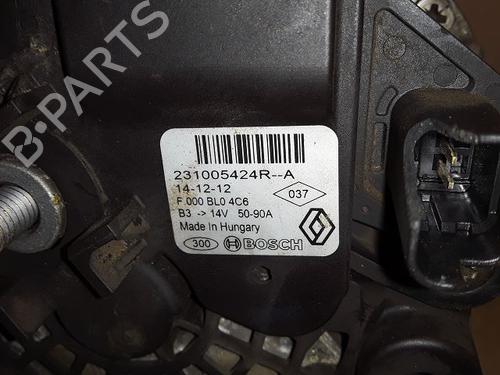 B-PARTS
231005424R--A
14-12-12
037
F 000 BL0 4C6
B3 -> 14V 50-90A
Made In Hungary
300 BOSCH